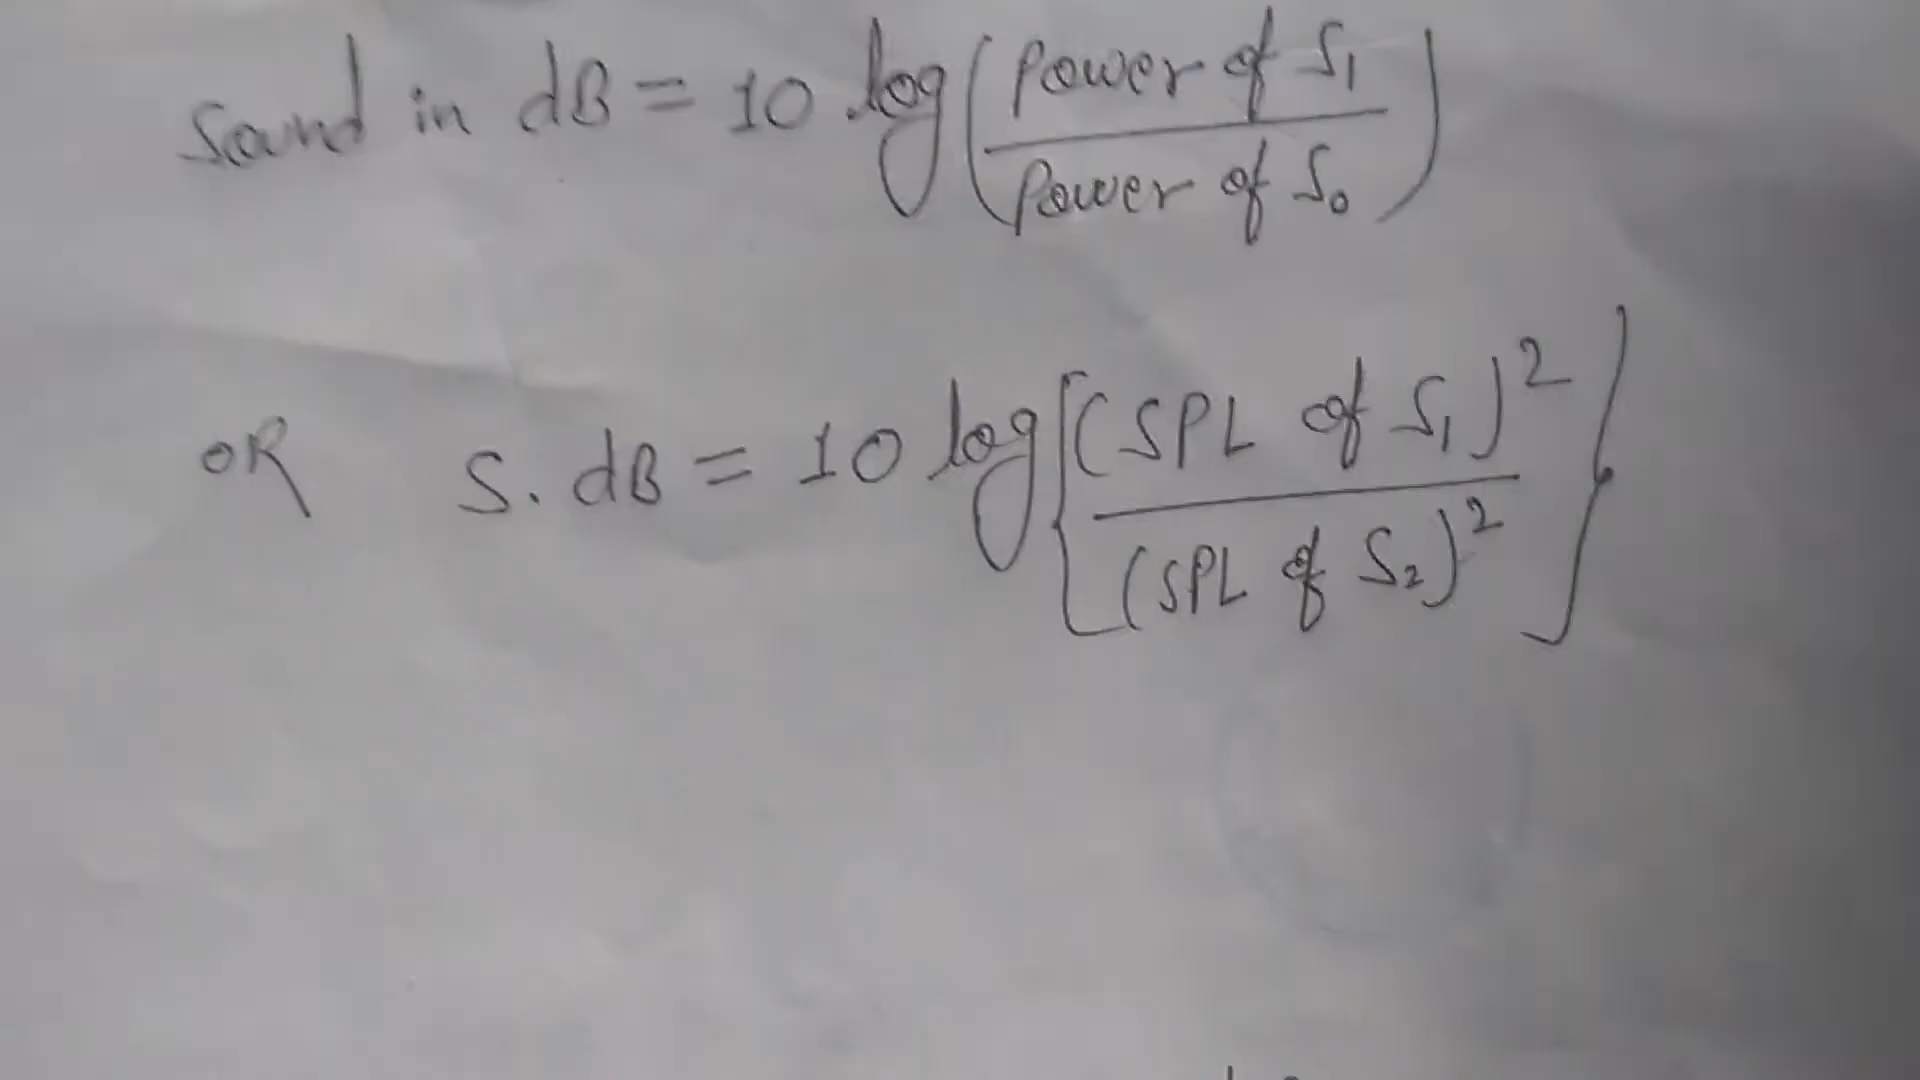 Sound in dB = 10 log (Power of S₁ / Power of S₀)
OR S. dB = 10 log [(SPL of S₁)² / (SPL of S₂)²]